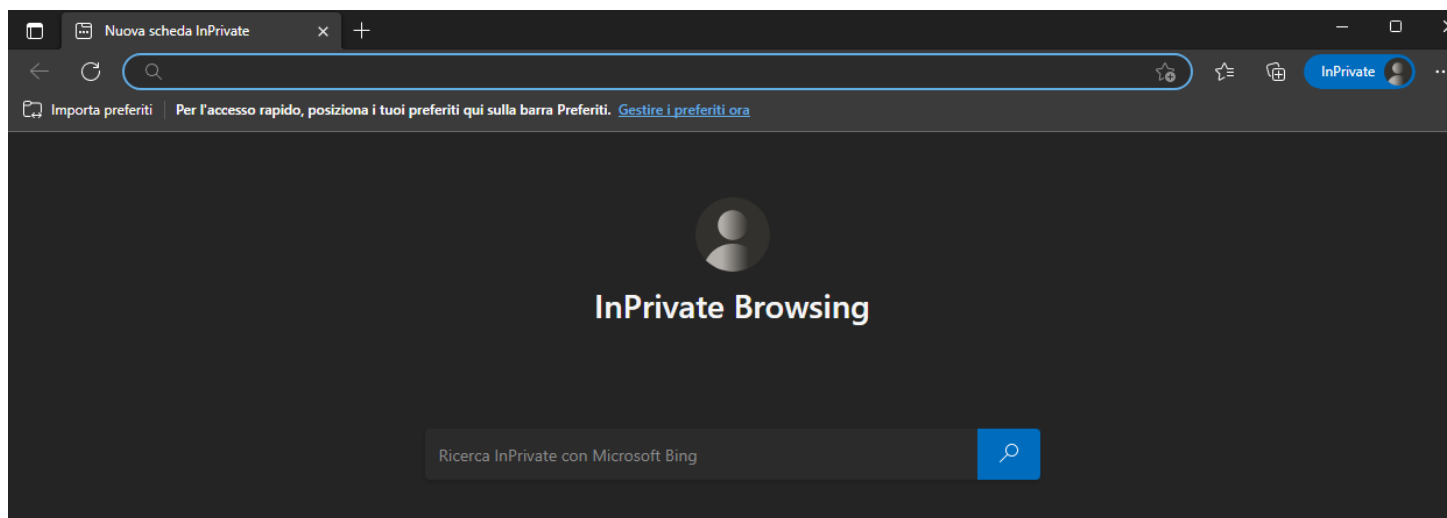 Nuova scheda InPrivate
InPrivate
Importa preferiti Per l'accesso rapido, posiziona i tuoi preferiti qui sulla barra Preferiti. Gestire i preferiti ora
InPrivate Browsing
Ricerca InPrivate con Microsoft Bing